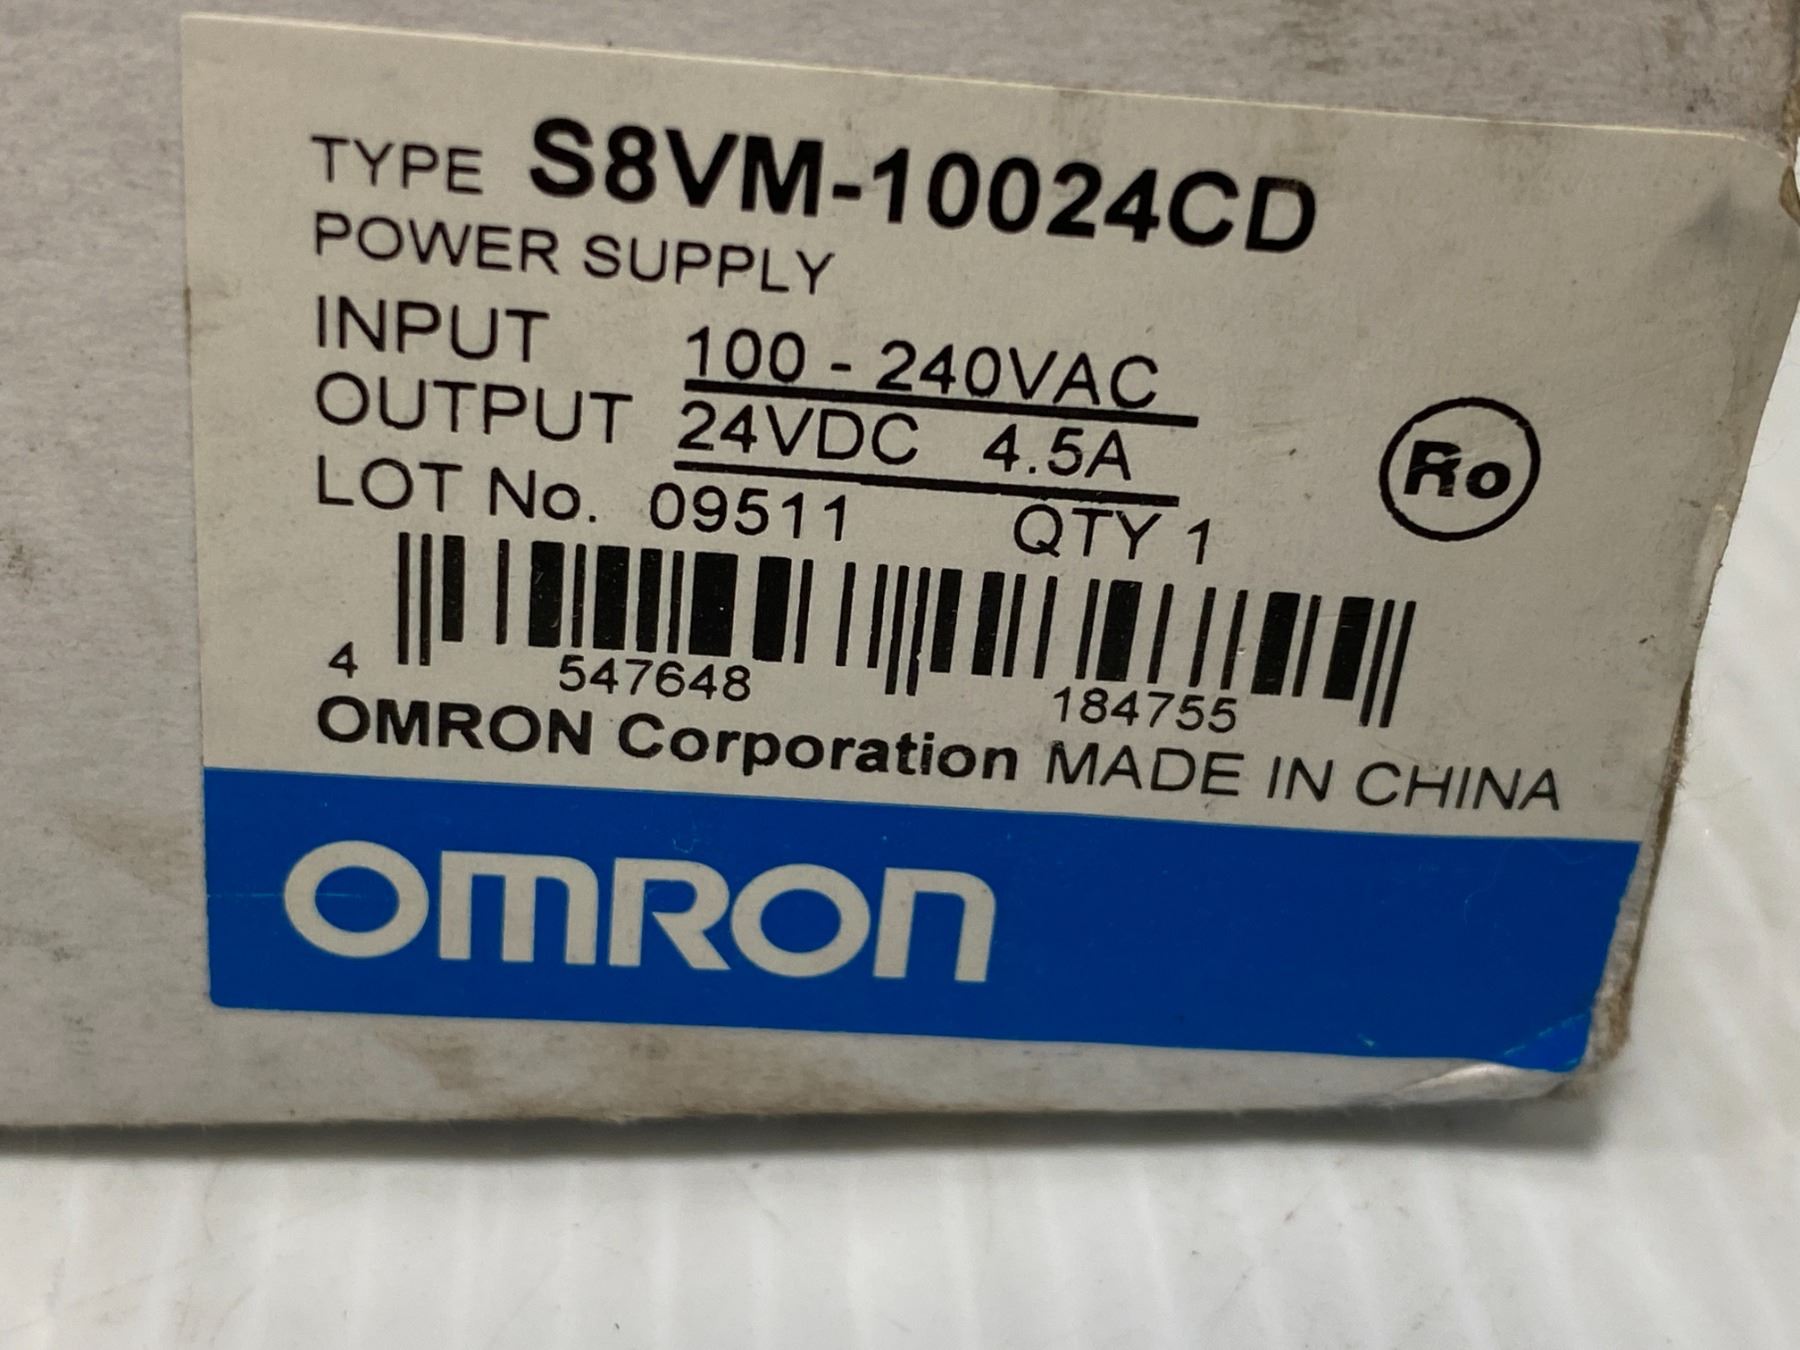 TYPE S8VM-10024CD
POWER SUPPLY
INPUT 100 - 240VAC
OUTPUT 24VDC 4.5A
LOT No. 09511 QTY 1
4 547648 184755
OMRON Corporation MADE IN CHINA
OMRON